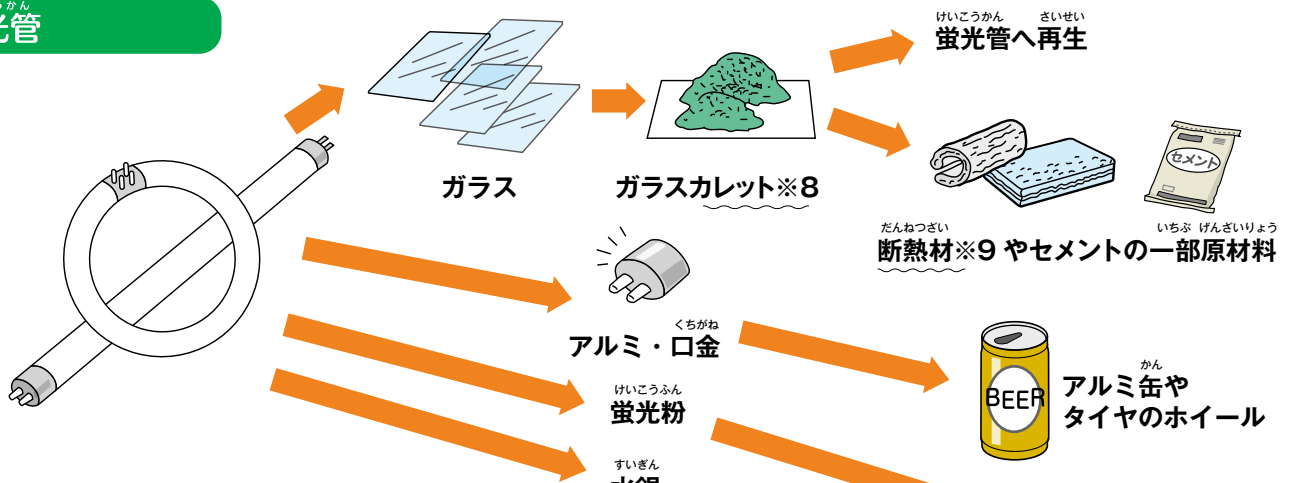 光管
けいこうかん さいせい
蛍光管へ再生
セメント
ガラス
ガラスカレット※8
だんねつざい いちぶ げんざいりょう
断熱材※9 やセメントの一部原材料
くちがね
アルミ・口金
BEER
かん
アルミ缶や
タイヤのホイール
けいこうふん
蛍光粉
すいぎん
水銀